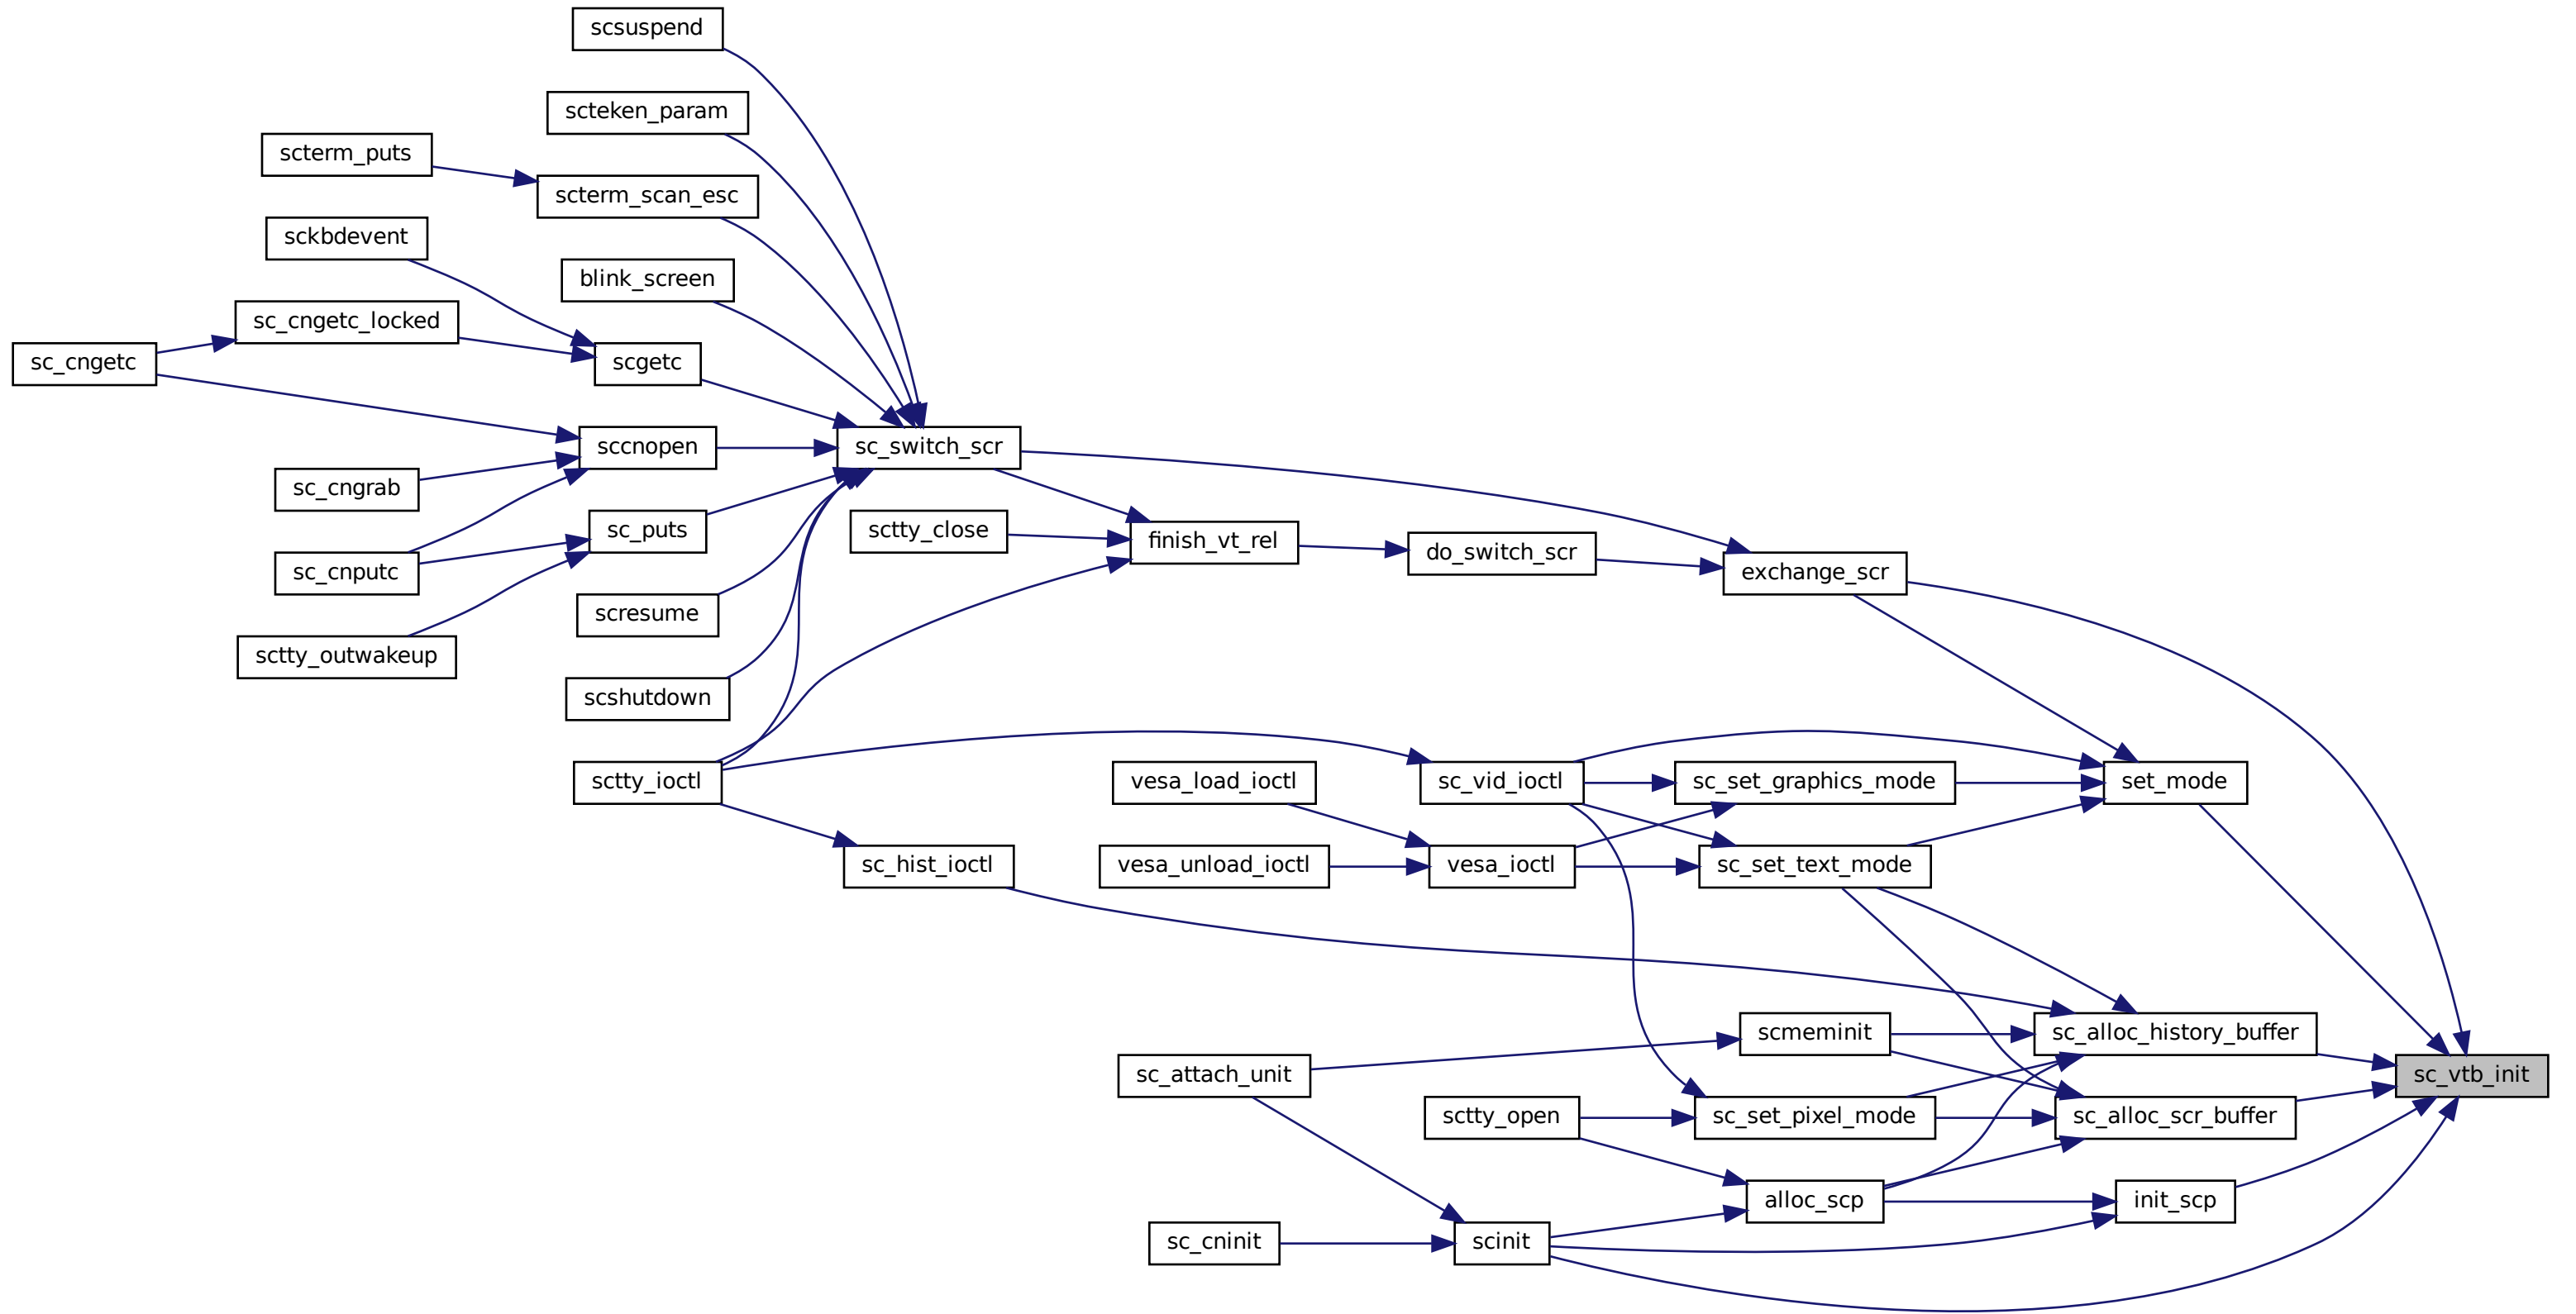 scsuspend
scteken_param
scterm_puts
scterm_scan_esc
sckbdevent
blink_screen
sc_cngetc_locked
sc_cngetc
scgetc
sccnopen
sc_switch_scr
sc_cngrab
sc_puts
sctty_close
finish_vt_rel
do_switch_scr
exchange_scr
sc_cnputc
scresume
sctty_outwakeup
scshutdown
sctty_ioctl
vesa_load_ioctl
sc_vid_ioctl
sc_set_graphics_mode
set_mode
sc_hist_ioctl
vesa_unload_ioctl
vesa_ioctl
sc_set_text_mode
scmeminit
sc_alloc_history_buffer
sc_attach_unit
sc_vtb_init
sctty_open
sc_set_pixel_mode
sc_alloc_scr_buffer
alloc_scp
init_scp
sc_cninit
scinit